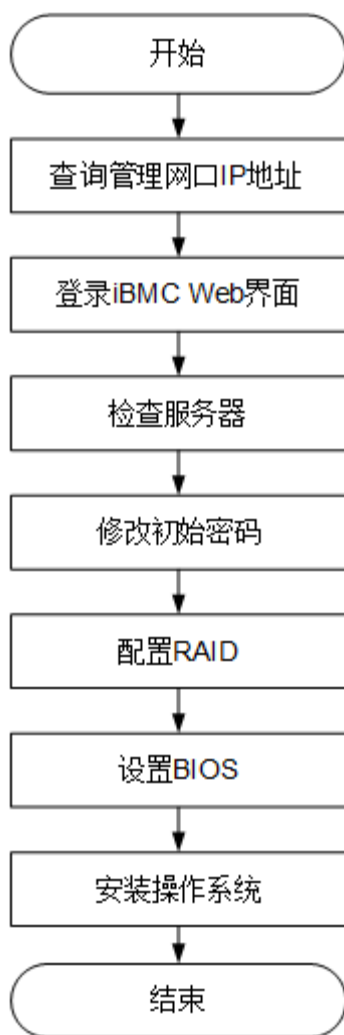 开始
查询管理网口IP地址
登录iBMC Web界面
检查服务器
修改初始密码
配置RAID
设置BIOS
安装操作系统
结束